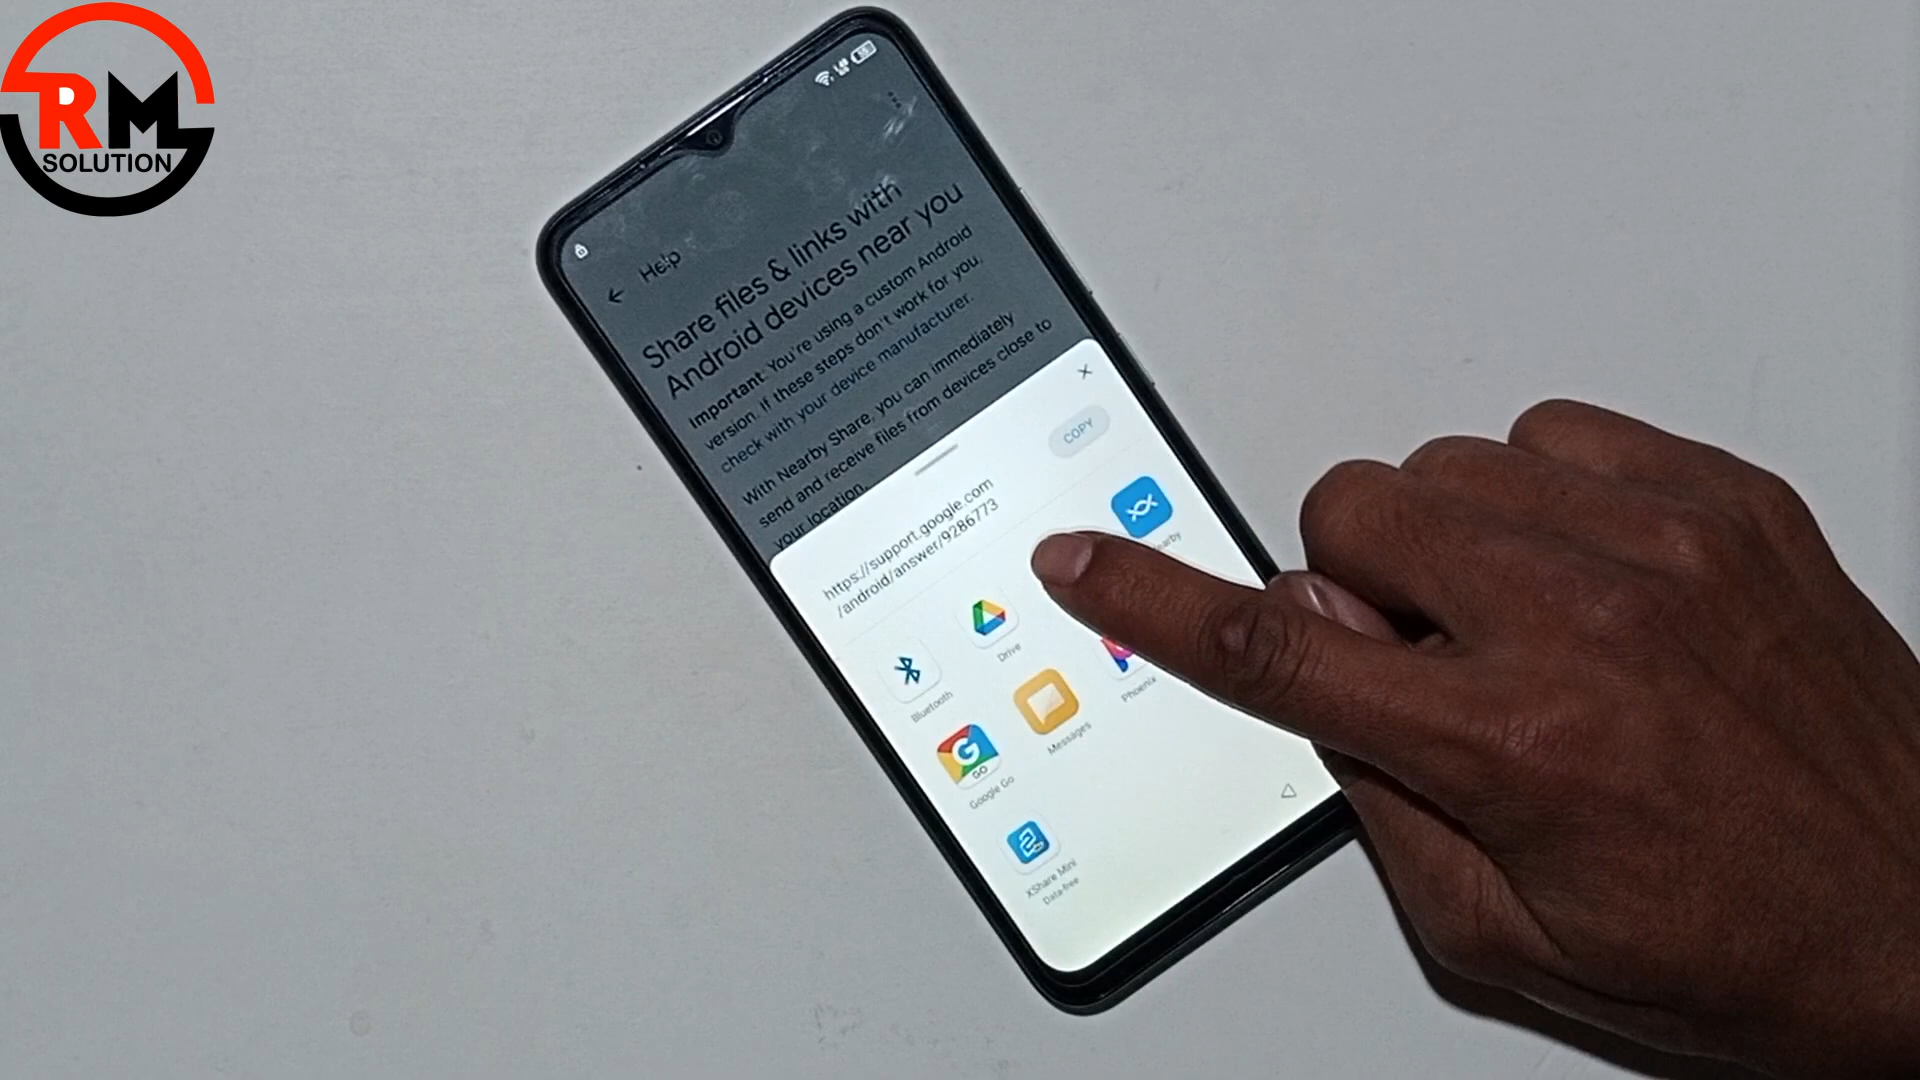 RM
SOLUTION
Help
Share files & links with
Android devices near you
Important: You're using a custom Android
version. If these steps don't work for you,
check with your device manufacturer.
With Nearby Share, you can immediately
send and receive files from devices close to
your location.
https://support.google.com
/android/answer/9286773
COPY
Bluetooth
Drive
GO
Google Go
Messages
Phoenix
XShare Mini
Data-free